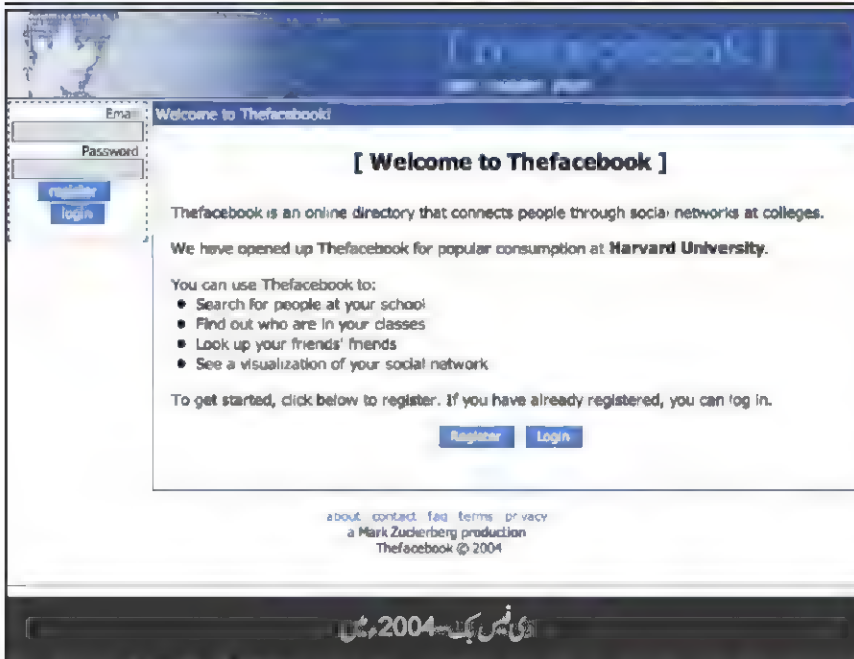 Email
Password
register
login
Welcome to Thefacebook!
[ Welcome to Thefacebook ]
Thefacebook is an online directory that connects people through social networks at colleges.
We have opened up Thefacebook for popular consumption at Harvard University.
You can use Thefacebook to:
• Search for people at your school
• Find out who are in your classes
• Look up your friends' friends
• See a visualization of your social network
To get started, click below to register. If you have already registered, you can log in.
Register Login
about contact faq terms privacy
a Mark Zuckerberg production
Thefacebook © 2004
دی فیس بک-2004ء میں